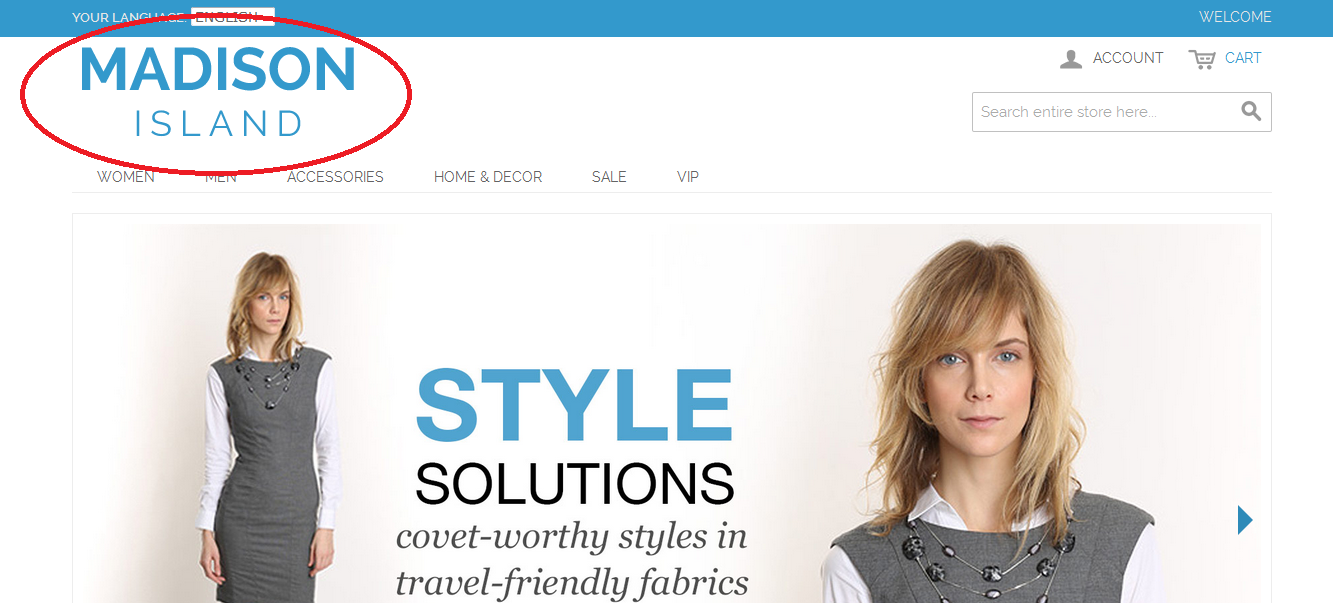 YOUR LANGUAGE: ENGLISH
WELCOME
MADISON
ISLAND
ACCOUNT
CART
Search entire store here...
WOMEN MEN ACCESSORIES HOME & DECOR SALE VIP
STYLE
SOLUTIONS
covet-worthy styles in
travel-friendly fabrics